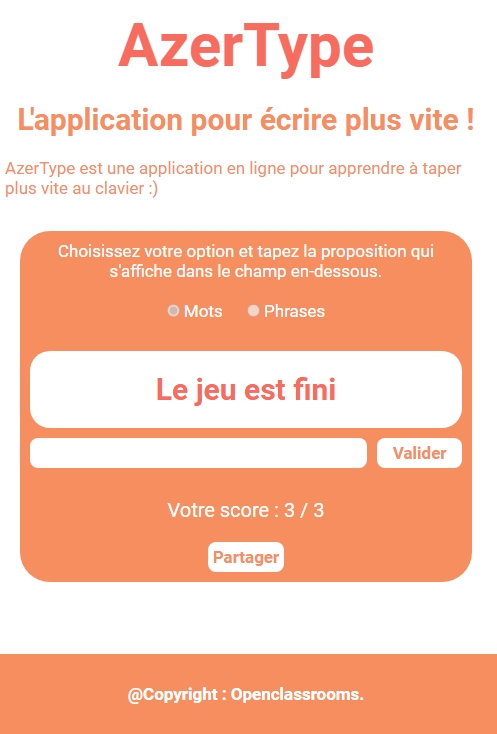 AzerType
L'application pour écrire plus vite !
AzerType est une application en ligne pour apprendre à taper
plus vite au clavier :)
Choisissez votre option et tapez la proposition qui
s'affiche dans le champ en-dessous.
Mots Phrases
Le jeu est fini
Valider
Votre score : 3 / 3
Partager
@Copyright : Openclassrooms.